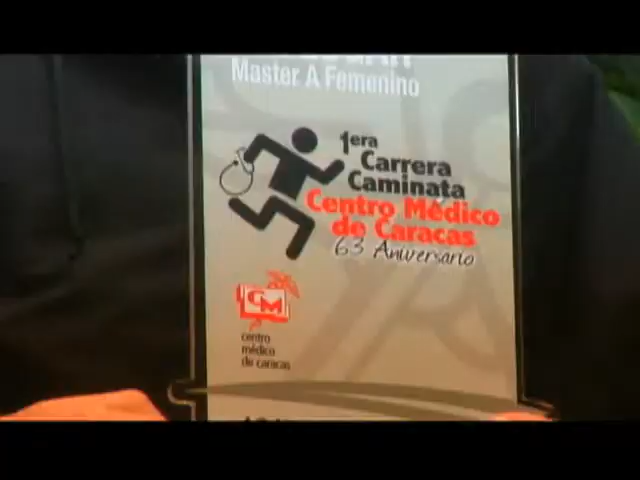 Master A Femenino
1era
Carrera
Caminata
Centro Médico
de Caracas
63 Aniversario
CM
centro
médico
de caracas